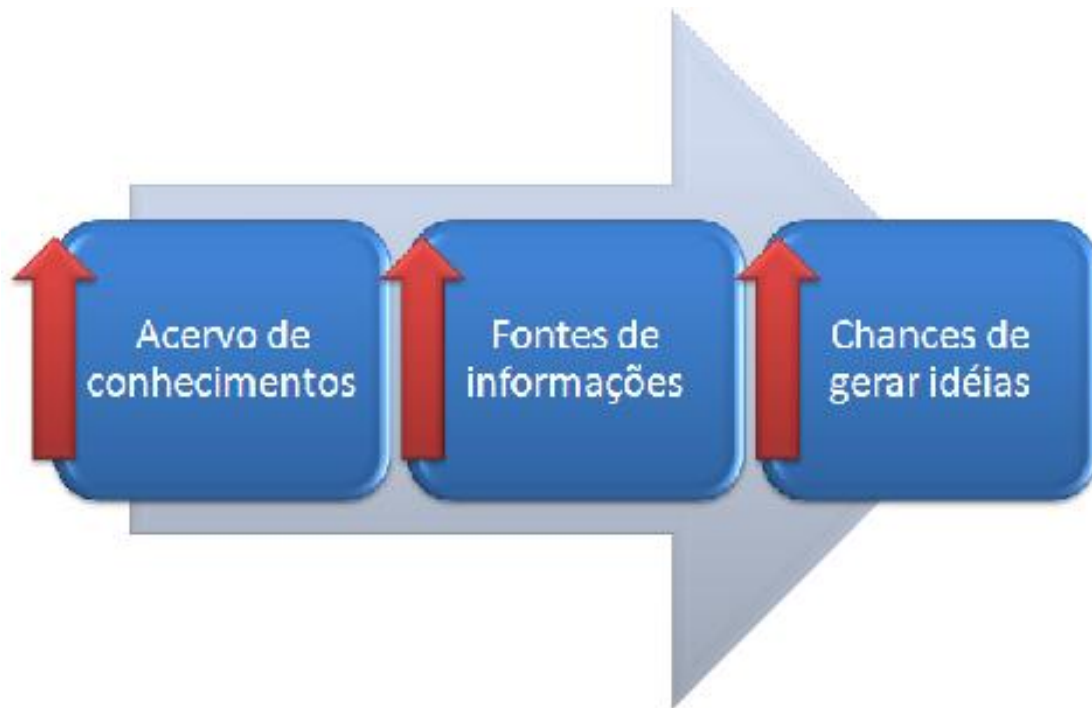 Acervo de
conhecimentos
Fontes de
informações
Chances de
gerar idéias